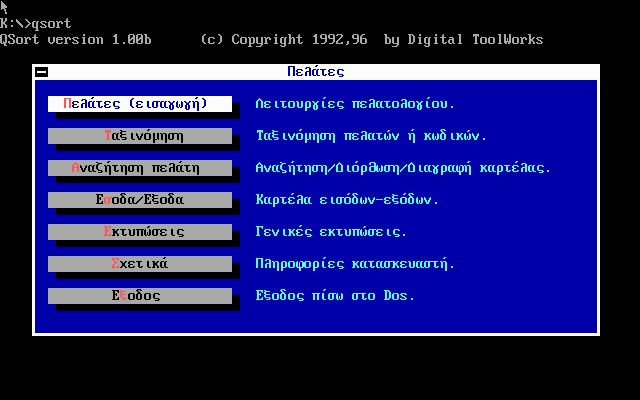 K:\>qsort
QSort version 1.00b (c) Copyright 1992,96 by Digital ToolWorks
Πελάτες
Πελάτες (εισαγωγή) Λειτουργίες πελατολογίου.
Ταξινόμηση Ταξινόμηση πελατών ή κωδικών.
Αναζήτηση πελάτη Αναζήτηση/Διόρθωση/Διαγραφή καρτέλας.
Εσοδα/Εξοδα Καρτέλα εισόδων-εξόδων.
Εκτυπώσεις Γενικές εκτυπώσεις.
Σχετικά Πληροφορίες κατασκευαστή.
Εξοδος Εξοδος πίσω στο Dos.